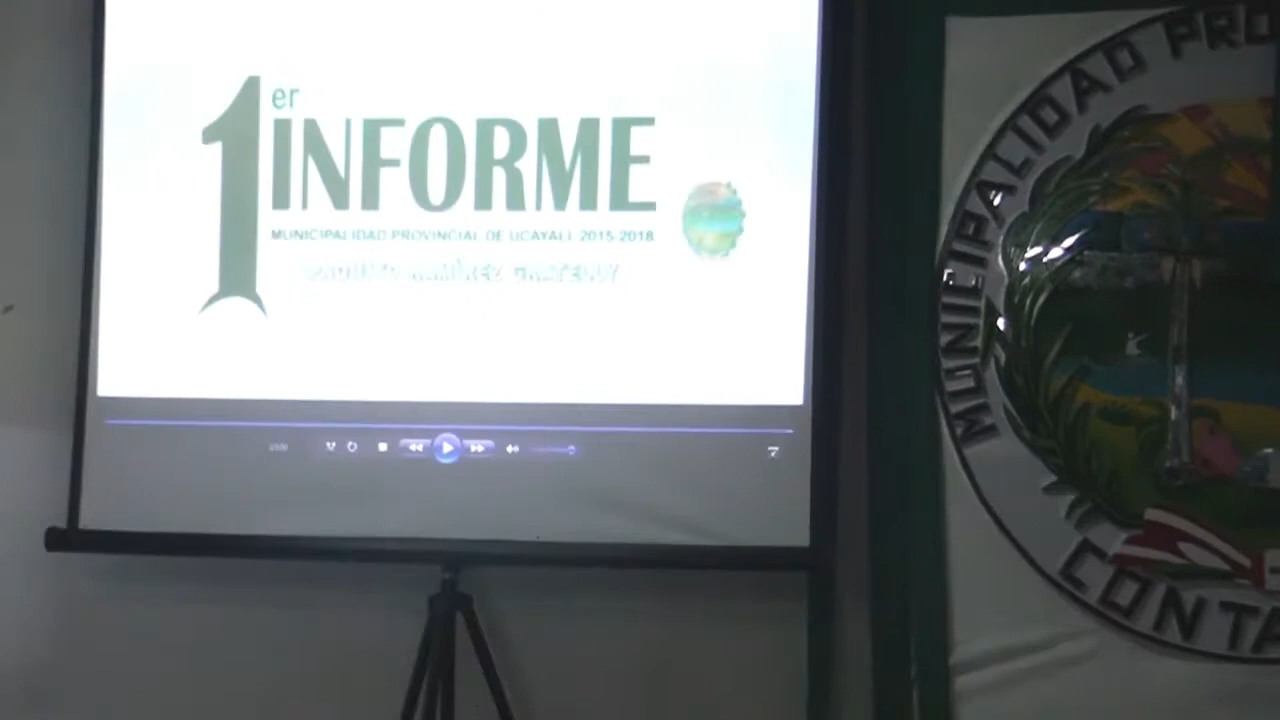 1er
INFORME
MUNICIPALIDAD PROVINCIAL DE UCAYALI 2015-2018
MUNICIPALIDAD PRO
CONTA